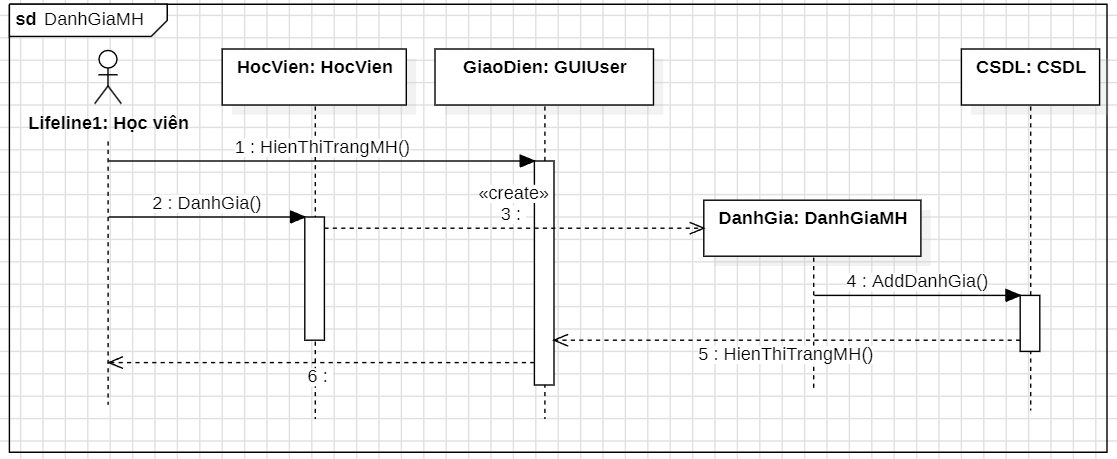 sd DanhGiaMH
HocVien: HocVien
GiaoDien: GUIUser
CSDL: CSDL
Lifeline1: Học viên
1 : HienThiTrangMH()
«create»
2 : DanhGia()
3 :
DanhGia: DanhGiaMH
4 : AddDanhGia()
5 : HienThiTrangMH()
6 :